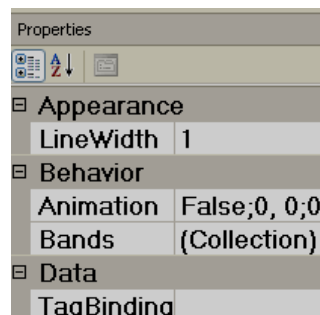 Properties
Appearance
LineWidth 1
Behavior
Animation False;0, 0;0
Bands (Collection)
Data
TagBinding